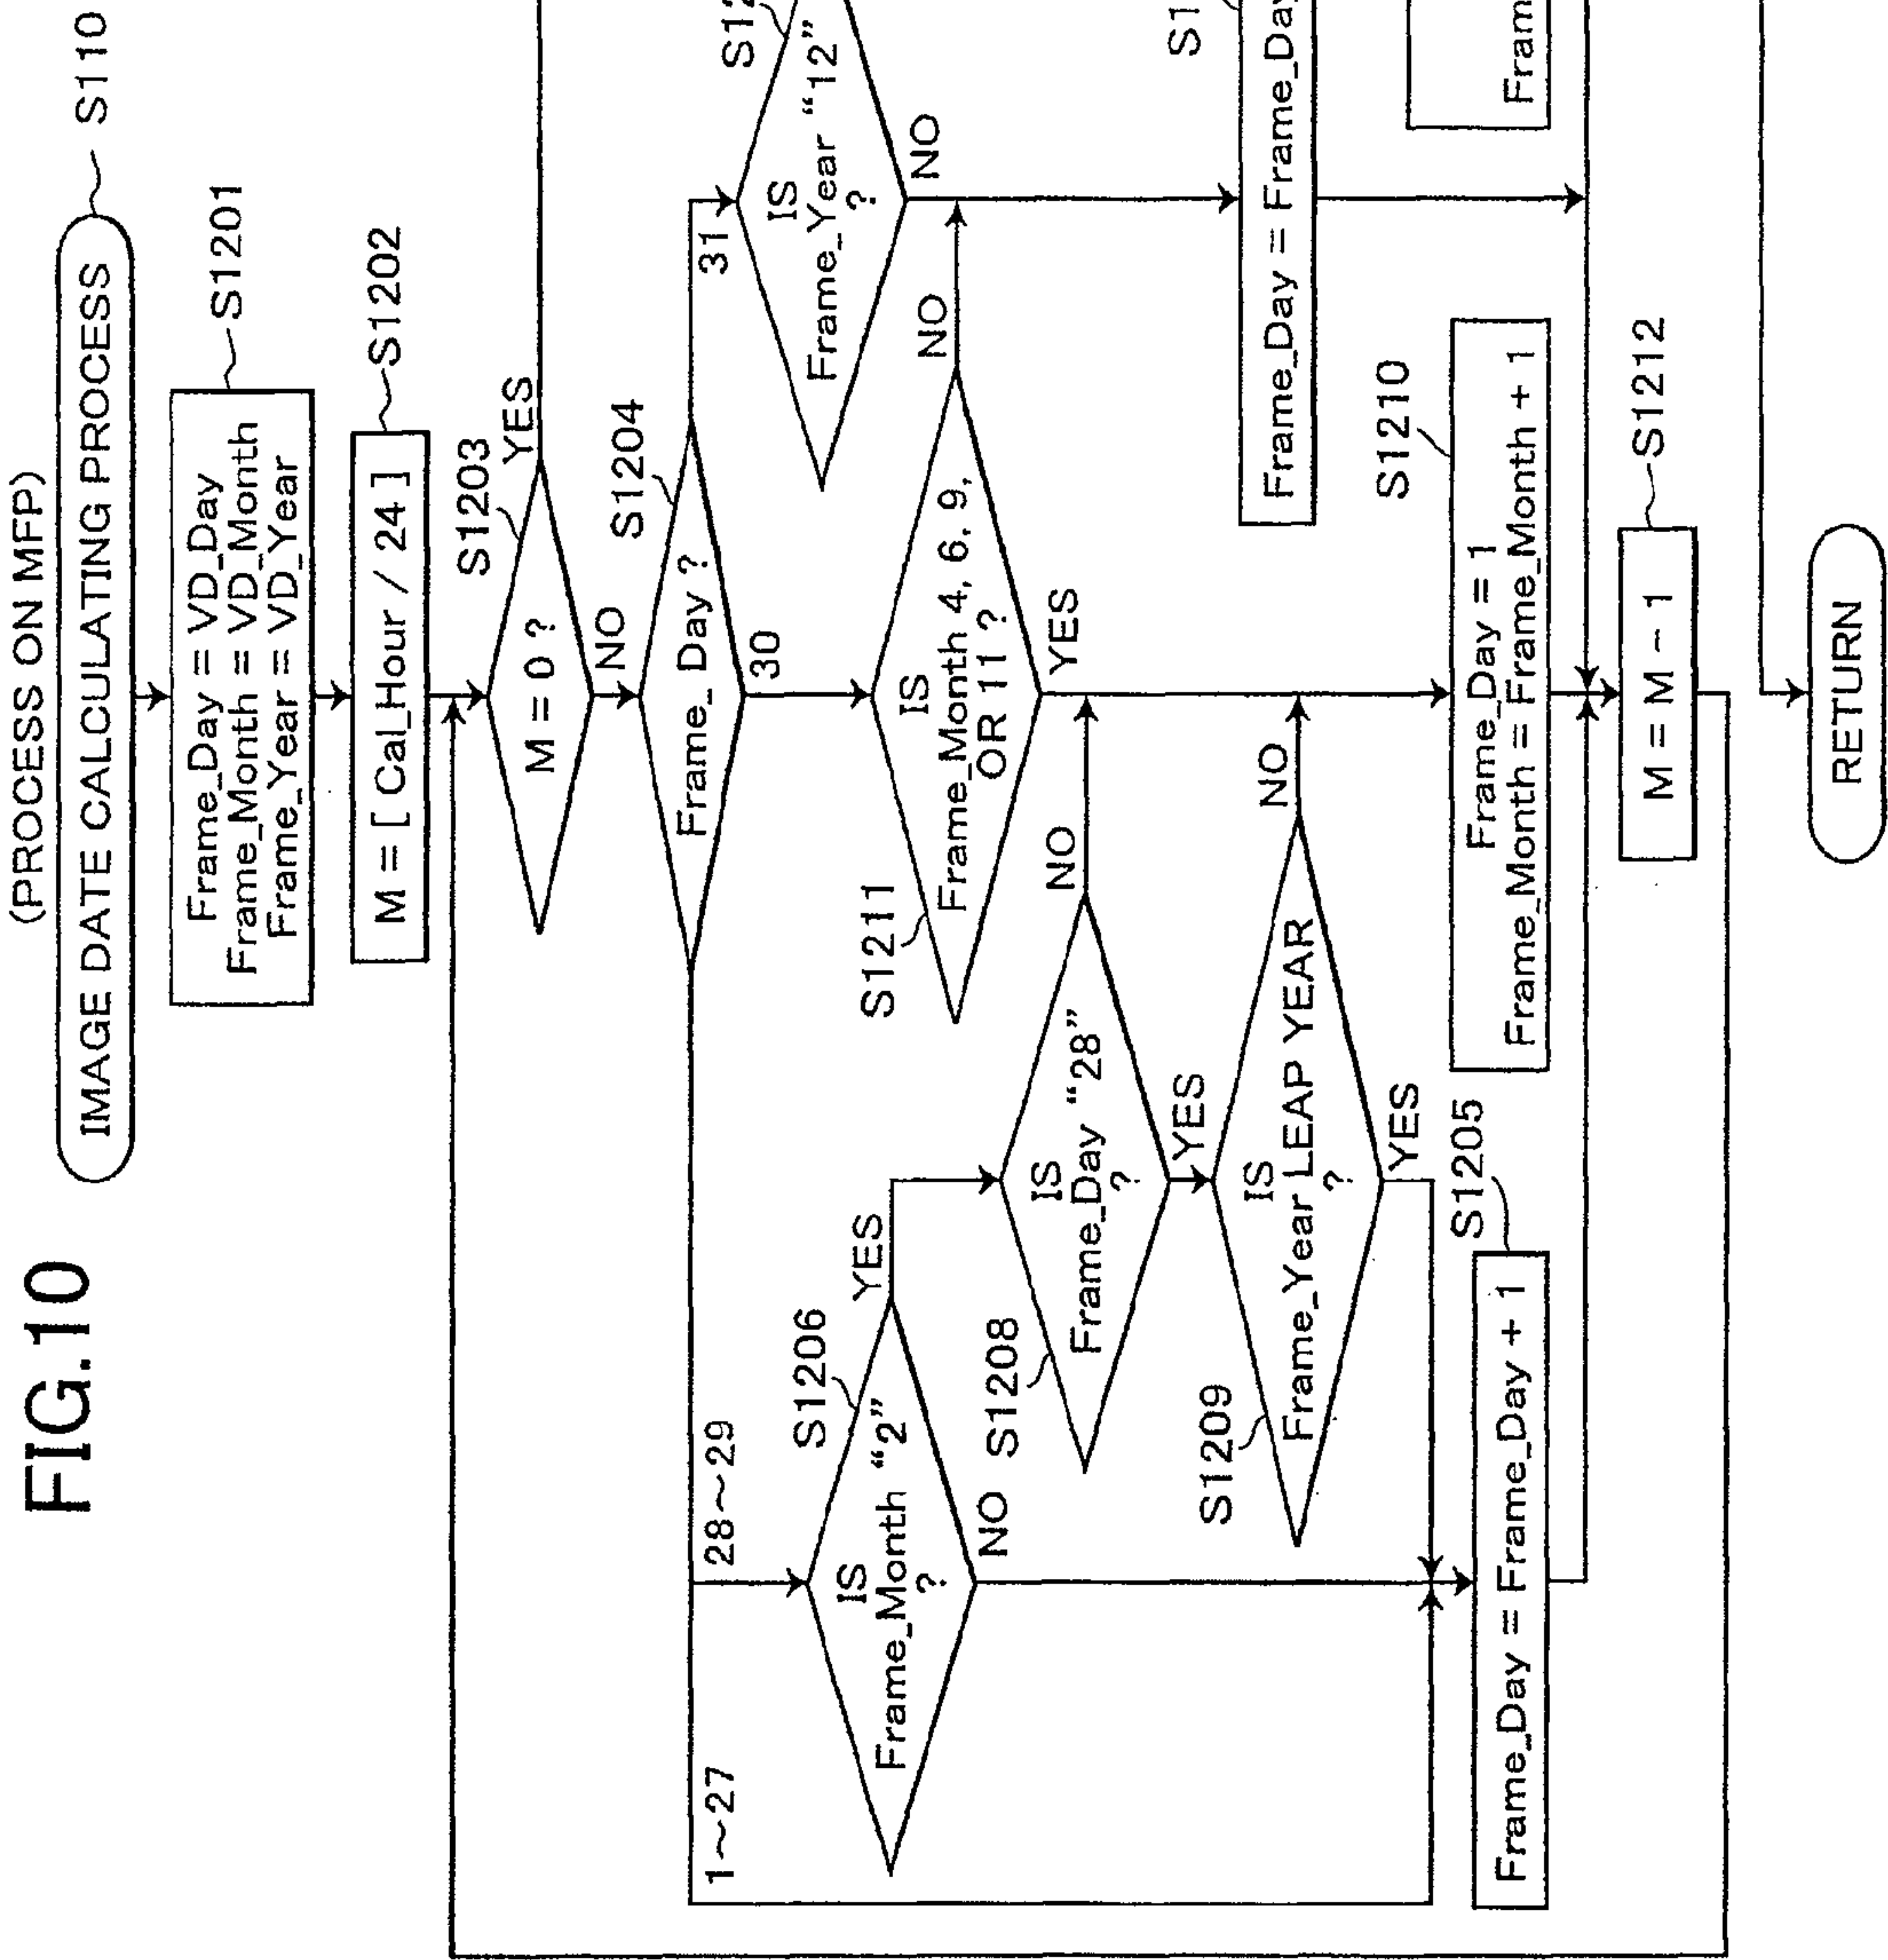 FIG.10
(PROCESS ON MFP)
IMAGE DATE CALCULATING PROCESS
S110
Frame_Day = VD_Day
Frame_Month = VD_Month
Frame_Year = VD_Year
S1201
M = [ Cal_Hour / 24 ]
S1202
S1203
M = 0 ?
YES
NO
S1204
Frame_Day ?
1~27
28~29
30
31
S1206
IS
Frame_Month "2"
?
YES
NO
S1208
IS
Frame_Day "28"
?
NO
YES
S1209
IS
Frame_Year LEAP YEAR
?
NO
YES
S1211
IS
Frame_Month 4, 6, 9,
OR 11 ?
NO
YES
IS
Frame_Year "12"
?
NO
Frame_Day = Frame_Day
S1205
Frame_Day = Frame_Day + 1
S1210
Frame_Day = 1
Frame_Month = Frame_Month + 1
M = M - 1
S1212
RETURN